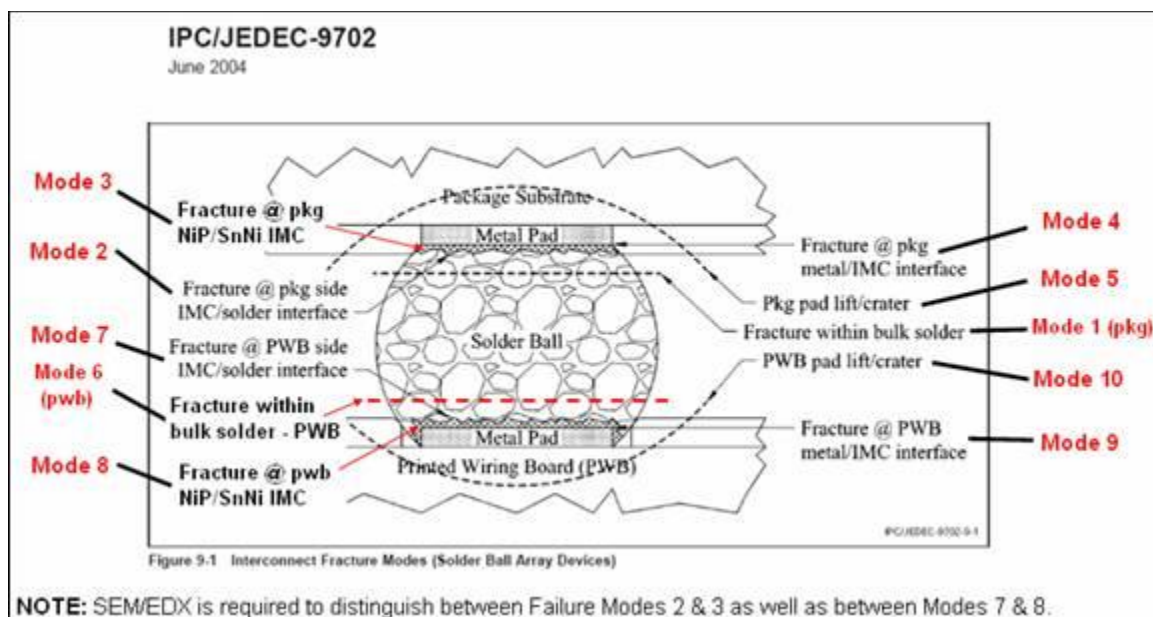 IPC/JEDEC-9702
June 2004
Mode 3
Fracture @ pkg
NiP/SnNi IMC
Mode 2
Fracture @ pkg side
IMC/solder interface
Mode 7
Fracture @ PWB side
IMC/solder interface
Mode 6
(pwb)
Fracture within
bulk solder - PWB
Mode 8
Fracture @ pwb
NiP/SnNi IMC
Package Substrate
Metal Pad
Solder Ball
Metal Pad
Printed Wiring Board (PWB)
Mode 4
Fracture @ pkg
metal/IMC interface
Mode 5
Pkg pad lift/crater
Fracture within bulk solder
Mode 1 (pkg)
PWB pad lift/crater
Mode 10
Fracture @ PWB
metal/IMC interface
Mode 9
IPC/JEDEC-9702-9-1
Figure 9-1 Interconnect Fracture Modes (Solder Ball Array Devices)
NOTE: SEM/EDX is required to distinguish between Failure Modes 2 & 3 as well as between Modes 7 & 8.